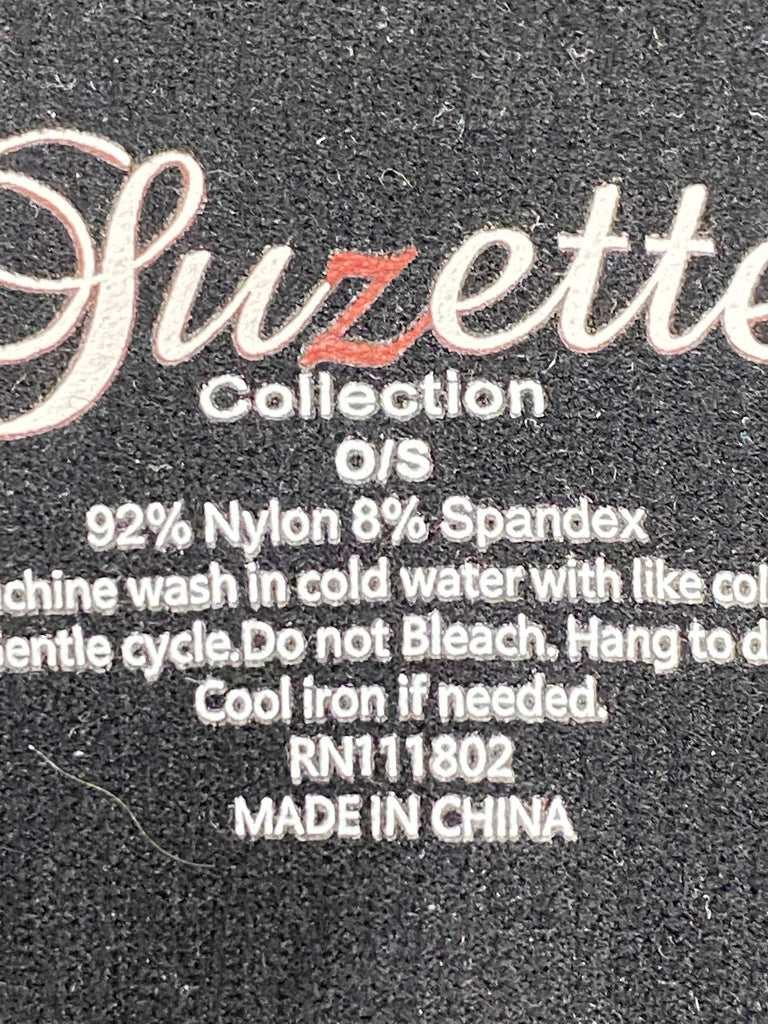 Suzette
Collection
O/S
92% Nylon 8% Spandex
chine wash in cold water with like col
entle cycle.Do not Bleach. Hang to d
Cool iron if needed.
RN111802
MADE IN CHINA